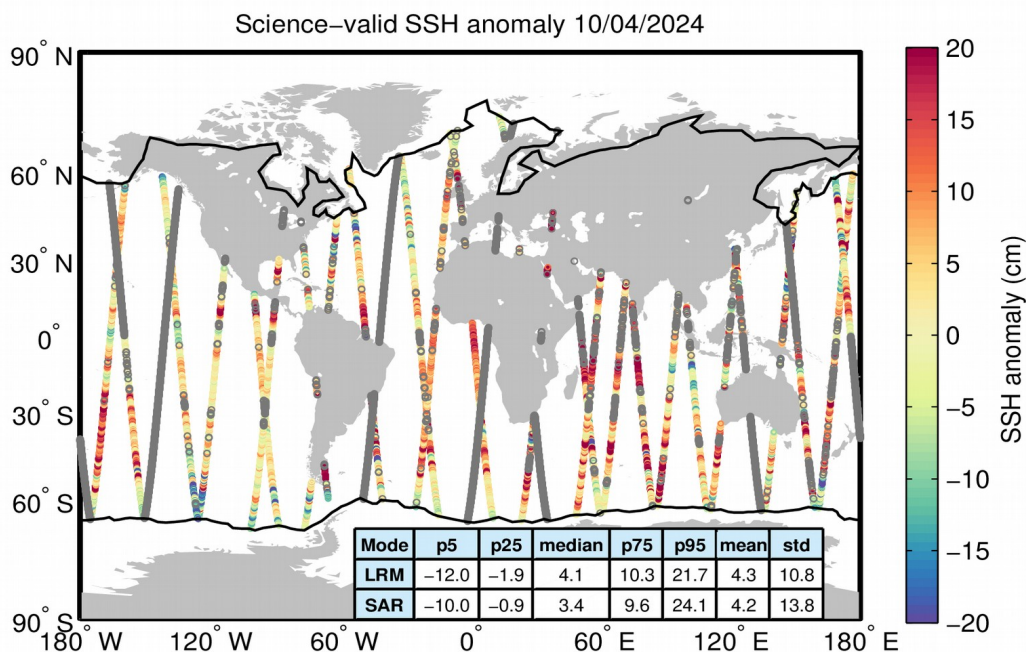 Science−valid SSH anomaly 10/04/2024
90° N
60° N
30° N
0°
30° S
60° S
90° S
180° W
120° W
60° W
0°
60° E
120° E
180° E
Mode p5 p25 median p75 p95 mean std
LRM −12.0 −1.9 4.1 10.3 21.7 4.3 10.8
SAR −10.0 −0.9 3.4 9.6 24.1 4.2 13.8
20
15
10
5
0
−5
−10
−15
−20
SSH anomaly (cm)